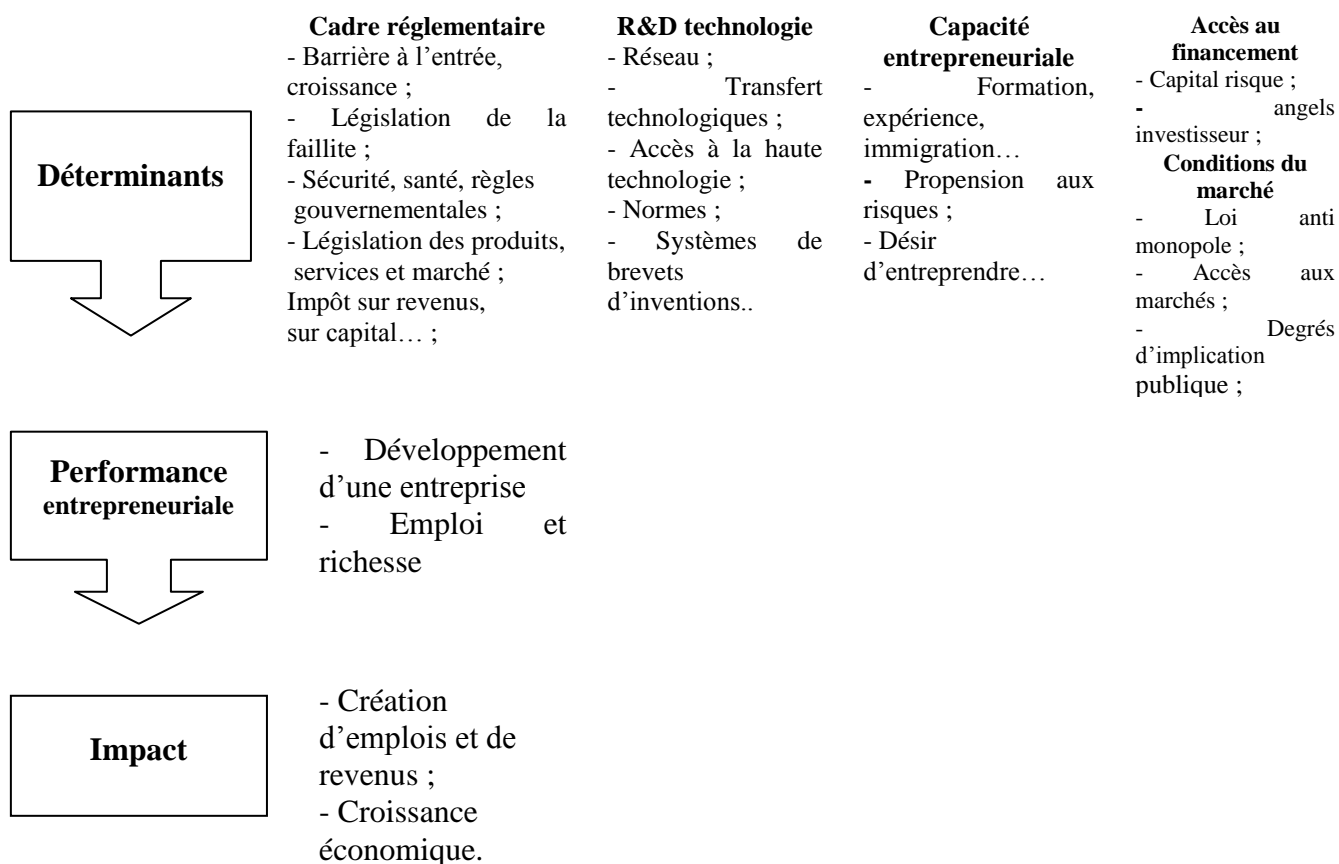 Déterminants
Cadre réglementaire
- Barrière à l’entrée,
croissance ;
- Législation de la
faillite ;
- Sécurité, santé, règles
gouvernementales ;
- Législation des produits,
services et marché ;
Impôt sur revenus,
sur capital… ;
R&D technologie
- Réseau ;
- Transfert
technologiques ;
- Accès à la haute
technologie ;
- Normes ;
- Systèmes de
brevets
d’inventions..
Capacité
entrepreneuriale
- Formation,
expérience,
immigration…
- Propension aux
risques ;
- Désir
d’entreprendre…
Accès au
financement
- Capital risque ;
- angels
investisseur ;
Conditions du
marché
- Loi anti
monopole ;
- Accès aux
marchés ;
- Degrés
d’implication
publique ;
Performance
entrepreneuriale
- Développement
d’une entreprise
- Emploi et
richesse
Impact
- Création
d’emplois et de
revenus ;
- Croissance
économique.